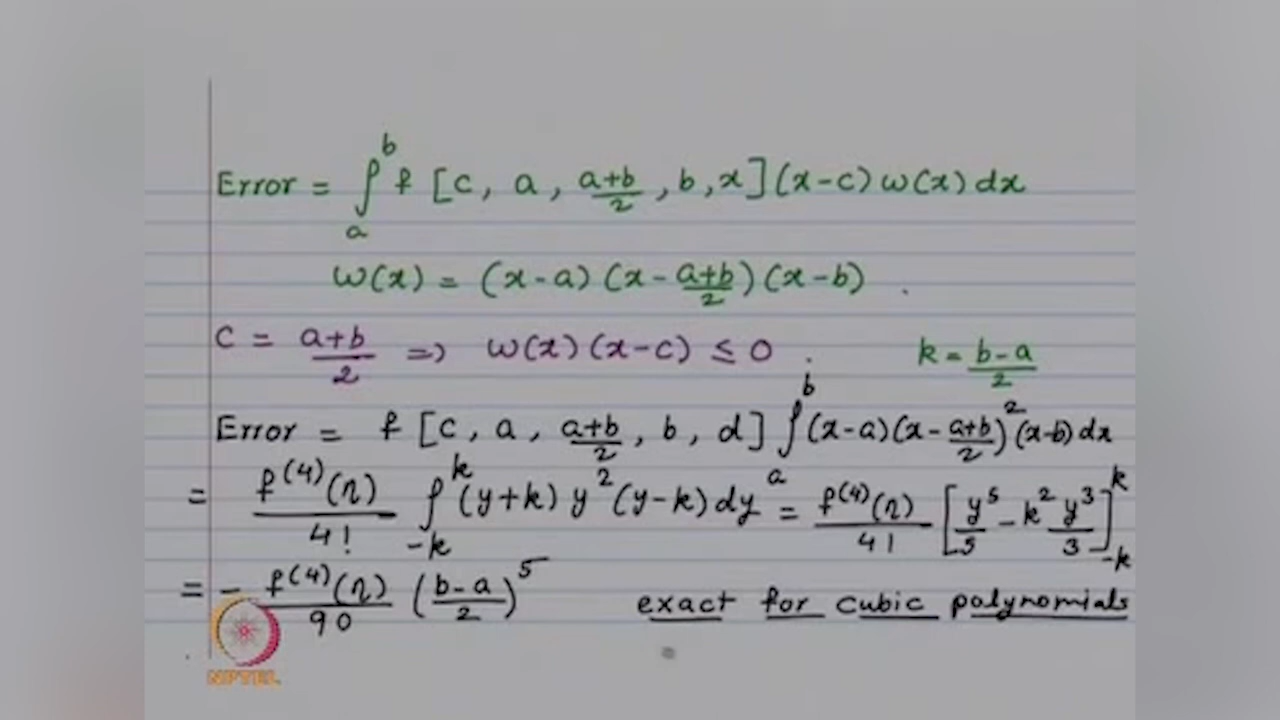 Error = ∫_a^b f [c, a, (a+b)/2, b, x] (x-c) w(x) dx
w(x) = (x-a) (x - (a+b)/2) (x-b)
c = (a+b)/2 => w(x) (x-c) ≤ 0 . k = (b-a)/2
Error = f [c, a, (a+b)/2, b, d] ∫_a^b (x-a) (x - (a+b)/2)^2 (x-b) dx
= f^(4)(η)/4! ∫_-k^k (y+k) y^2 (y-k) dy = f^(4)(η)/4! [y^5/5 - k^2 y^3/3]_-k^k
= - f^(4)(η)/90 ((b-a)/2)^5 exact for cubic polynomials
NPTEL